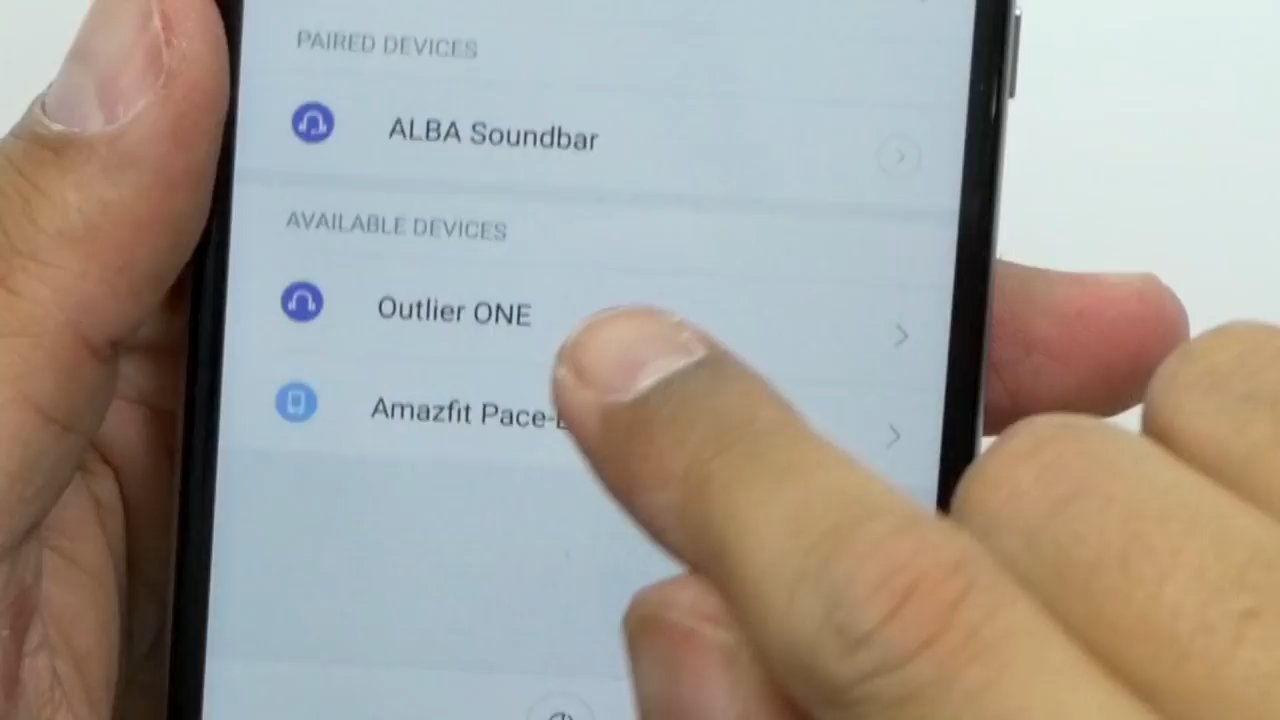 PAIRED DEVICES
ALBA Soundbar
AVAILABLE DEVICES
Outlier ONE
Amazfit Pace-